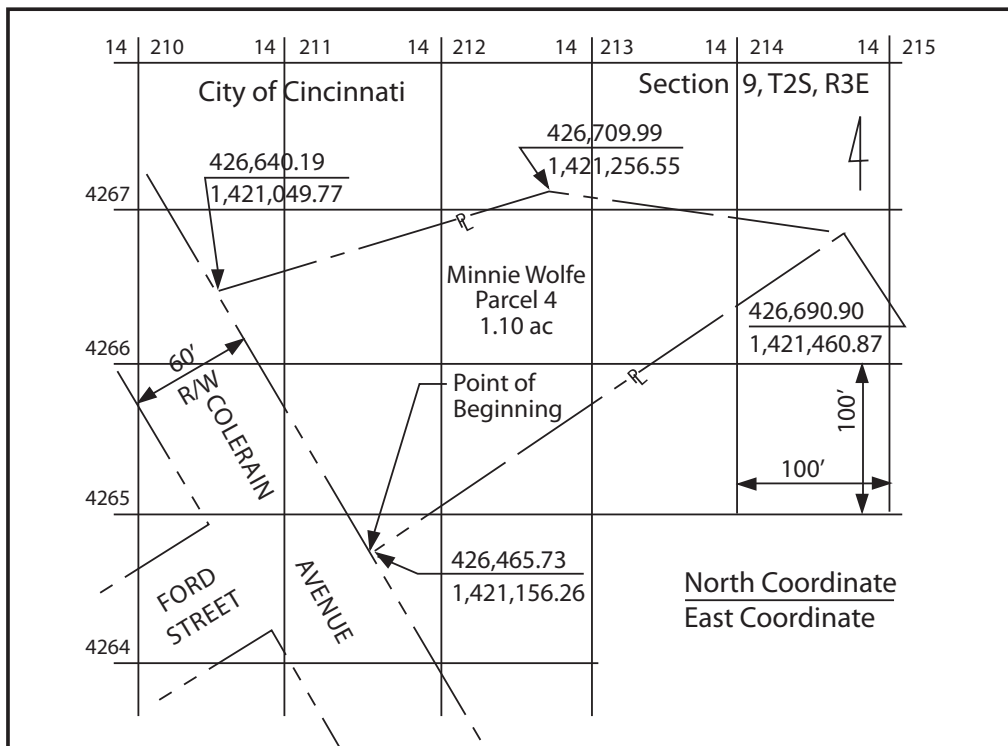 14 210 14 211 14 212 14 213 14 214 14 215
City of Cincinnati
Section 9, T2S, R3E
426,709.99
1,421,256.55
426,640.19
1,421,049.77
4267
PL
Minnie Wolfe
Parcel 4
1.10 ac
426,690.90
1,421,460.87
4266
60’
R/W
PL
COLERAIN
Point of
Beginning
100’
100’
4265
426,465.73
1,421,156.26
FORD
STREET
AVENUE
North Coordinate
East Coordinate
4264